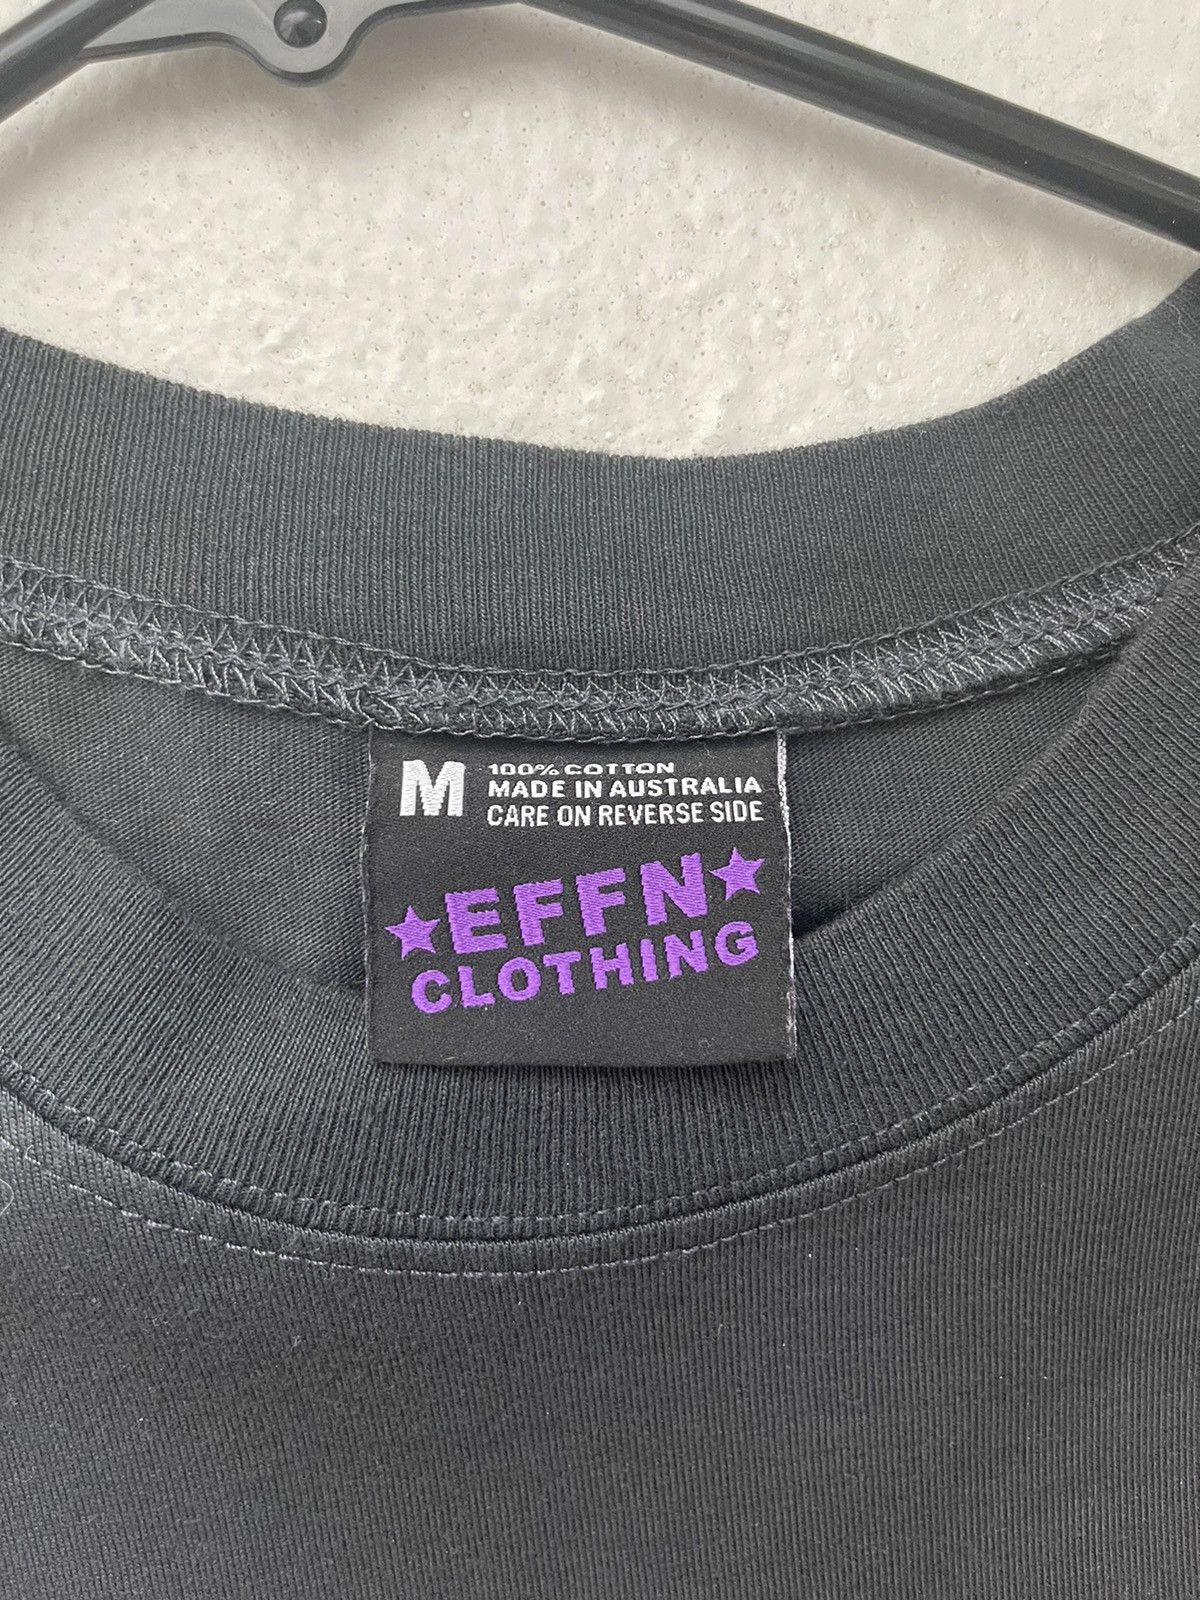 M
100% COTTON
MADE IN AUSTRALIA
CARE ON REVERSE SIDE
EFFN
CLOTHING